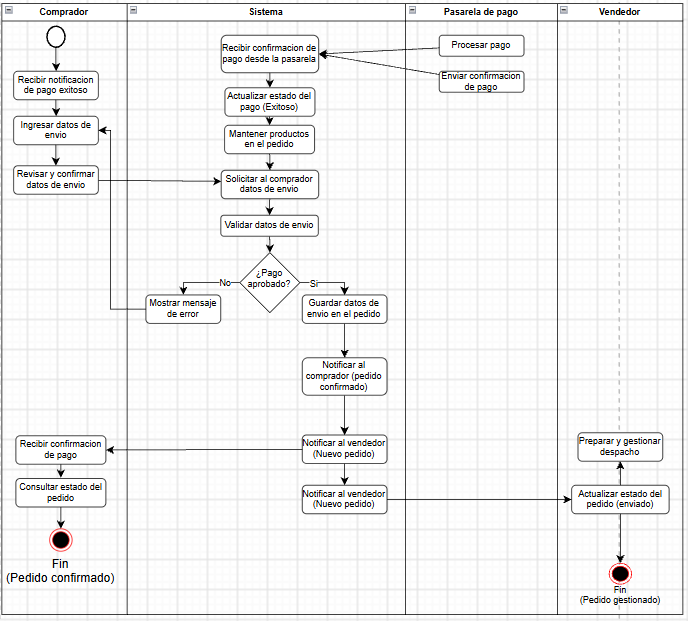 Comprador
Sistema
Pasarela de pago
Vendedor
Recibir confirmacion de
pago desde la pasarela
Procesar pago
Enviar confirmacion
de pago
Recibir notificacion
de pago exitoso
Actualizar estado del
pago (Exitoso)
Ingresar datos de
envio
Mantener productos
en el pedido
Revisar y confirmar
datos de envio
Solicitar al comprador
datos de envio
Validar datos de envio
¿Pago
aprobado?
No
Si
Mostrar mensaje
de error
Guardar datos de
envio en el pedido
Notificar al
comprador (pedido
confirmado)
Recibir confirmacion
de pago
Notificar al vendedor
(Nuevo pedido)
Preparar y gestionar
despacho
Consultar estado del
pedido
Notificar al vendedor
(Nuevo pedido)
Actualizar estado del
pedido (enviado)
Fin
(Pedido confirmado)
Fin
(Pedido gestionado)